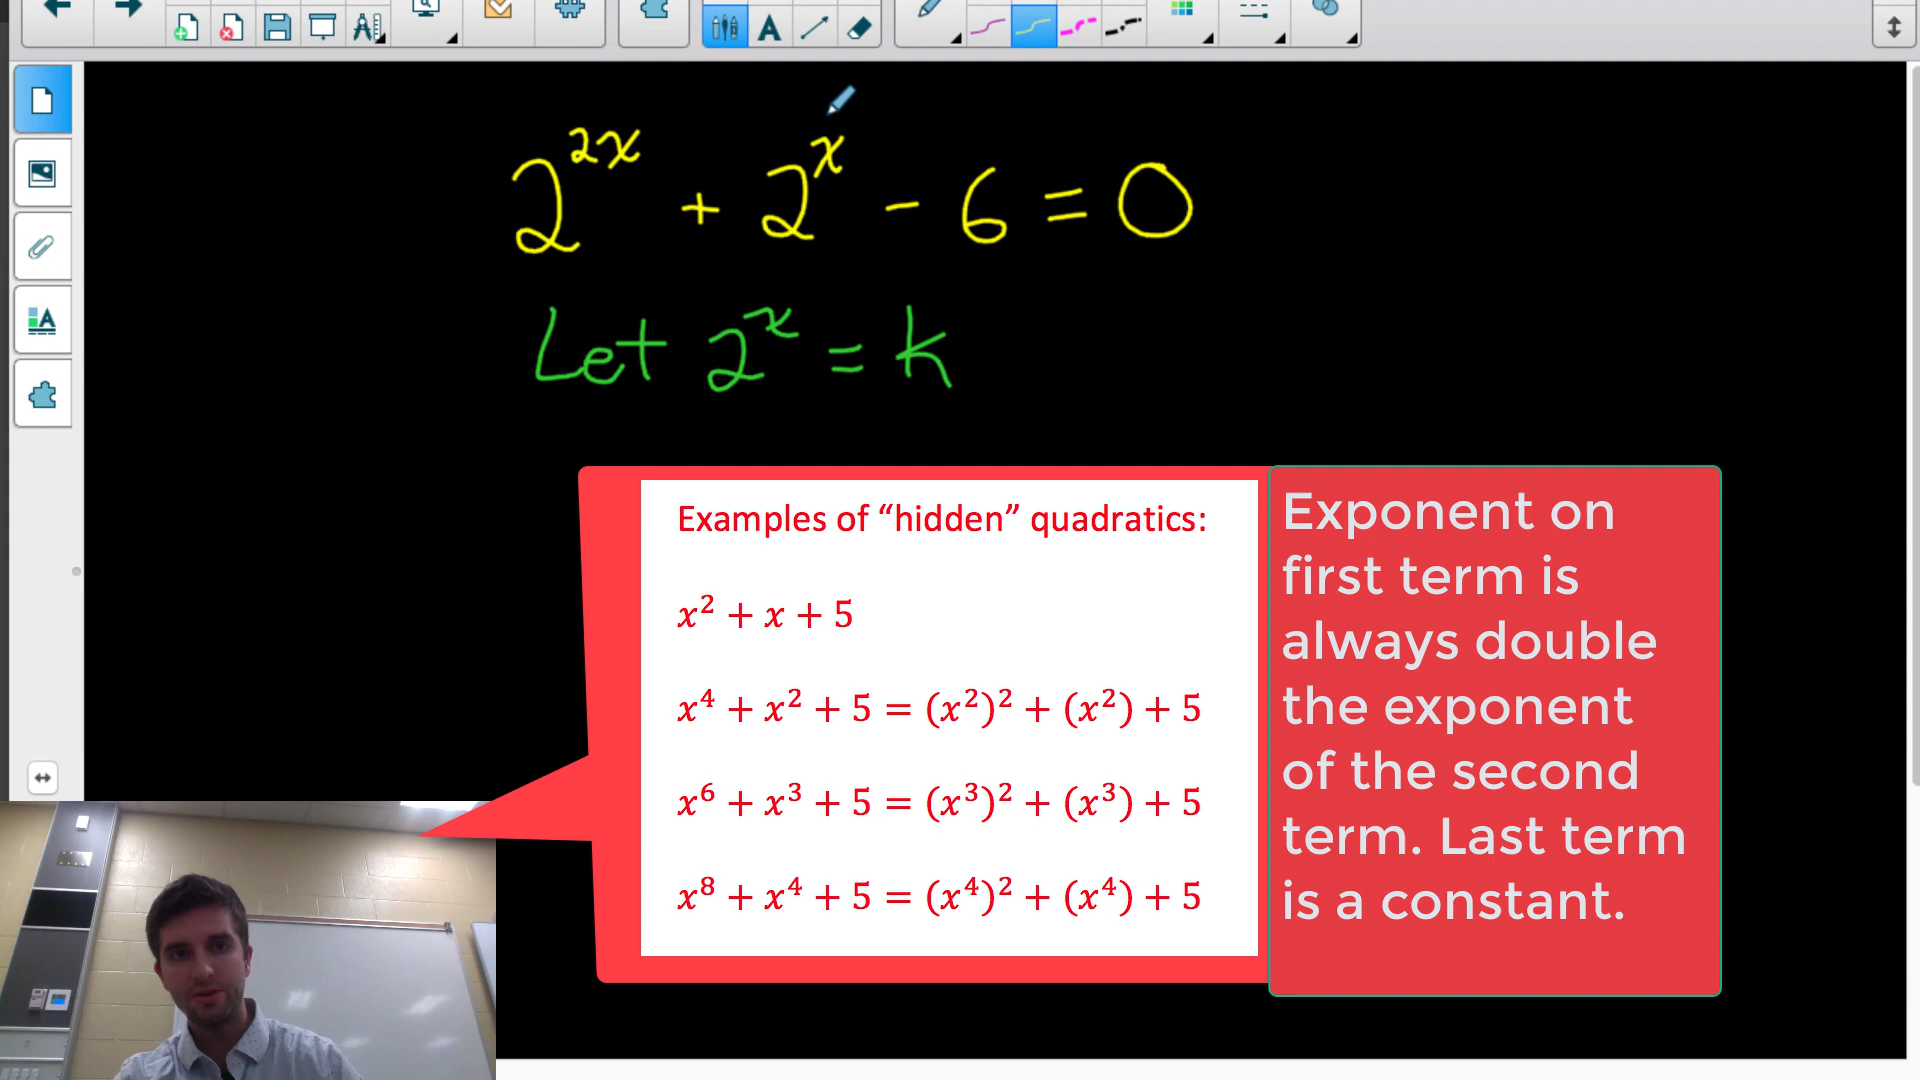 2^{2x} + 2^x - 6 = 0
Let 2^x = k
Examples of “hidden” quadratics:
x² + x + 5
x⁴ + x² + 5 = (x²)² + (x²) + 5
x⁶ + x³ + 5 = (x³)² + (x³) + 5
x⁸ + x⁴ + 5 = (x⁴)² + (x⁴) + 5
Exponent on
first term is
always double
the exponent
of the second
term. Last term
is a constant.